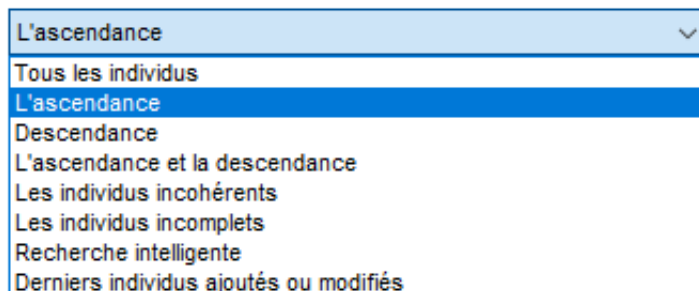 L'ascendance
Tous les individus
L'ascendance
Descendance
L'ascendance et la descendance
Les individus incohérents
Les individus incomplets
Recherche intelligente
Derniers individus ajoutés ou modifiés